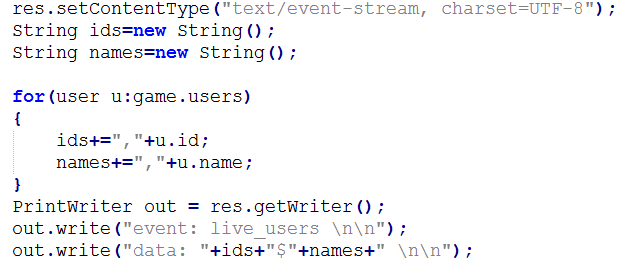 res.setContentType("text/event-stream, charset=UTF-8");
String ids=new String();
String names=new String();
for(user u:game.users)
{
ids+=","+u.id;
names+=","+u.name;
}
PrintWriter out = res.getWriter();
out.write("event: live_users \n\n");
out.write("data: "+ids+"$"+names+" \n\n");